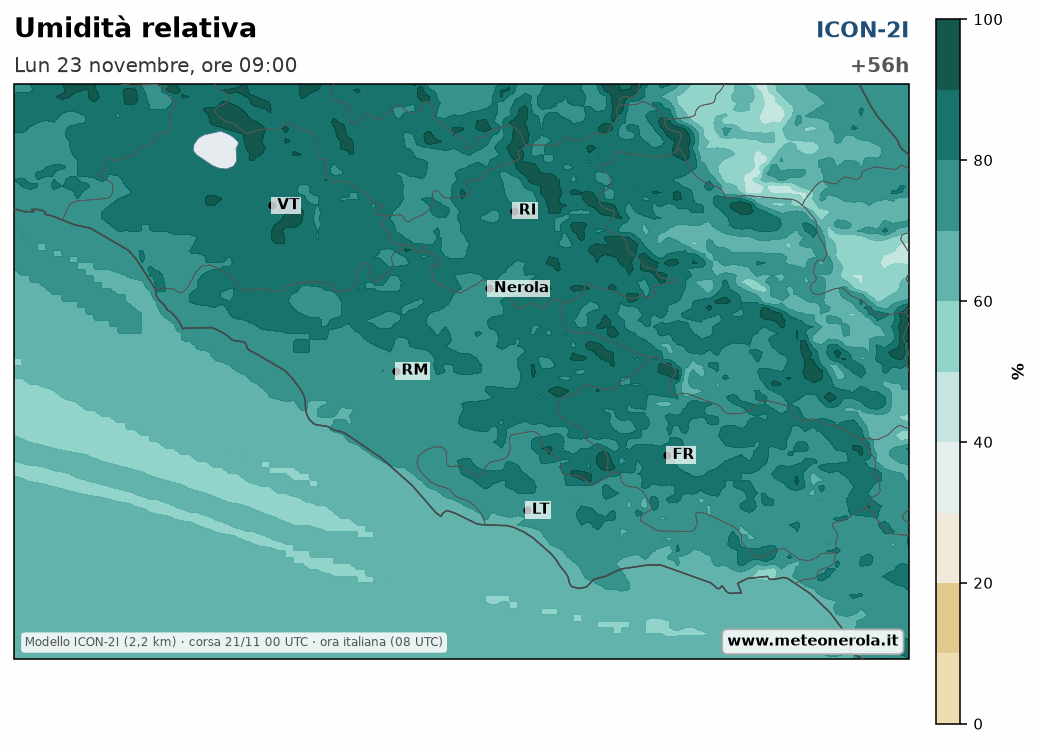 Umidità relativa
ICON-2I
Lun 23 novembre, ore 09:00
+56h
100
80
60
40
20
0
%
VT
RI
Nerola
RM
FR
LT
Modello ICON-2I (2,2 km) · corsa 21/11 00 UTC · ora italiana (08 UTC)
www.meteonerola.it